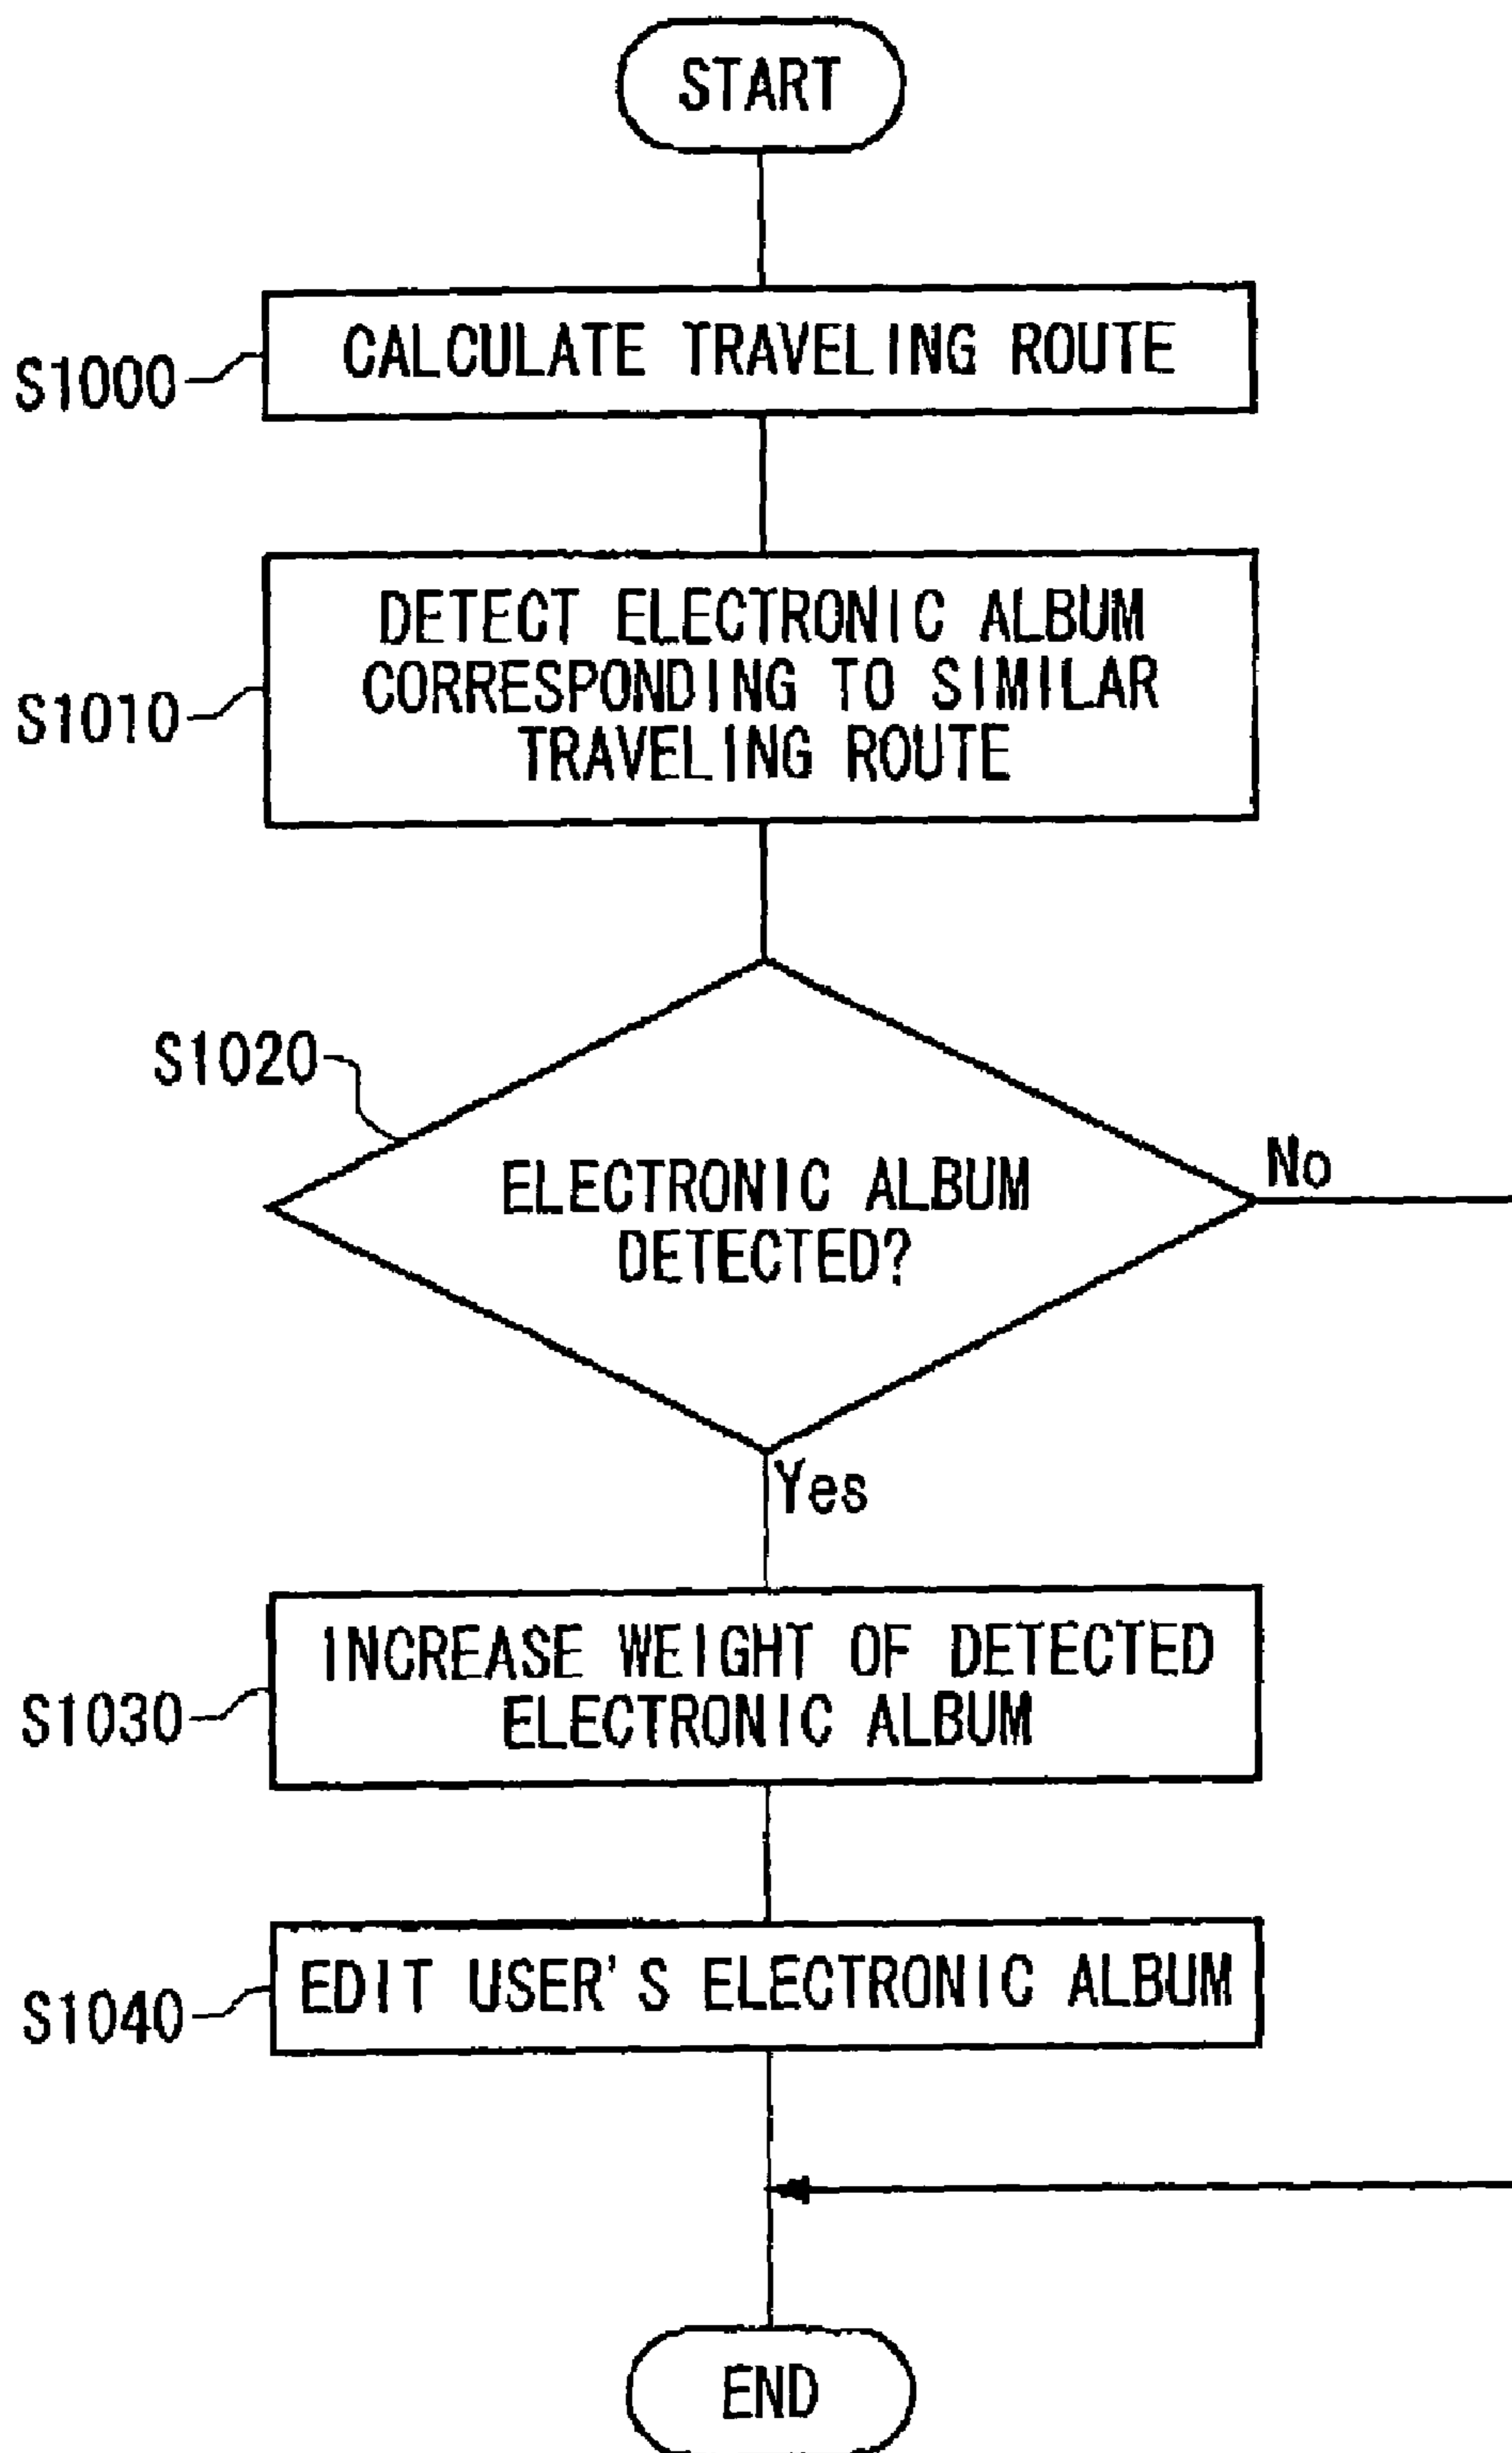 START
S1000
CALCULATE TRAVELING ROUTE
S1010
DETECT ELECTRONIC ALBUM
CORRESPONDING TO SIMILAR
TRAVELING ROUTE
S1020
ELECTRONIC ALBUM
DETECTED?
No
Yes
S1030
INCREASE WEIGHT OF DETECTED
ELECTRONIC ALBUM
S1040
EDIT USER'S ELECTRONIC ALBUM
END